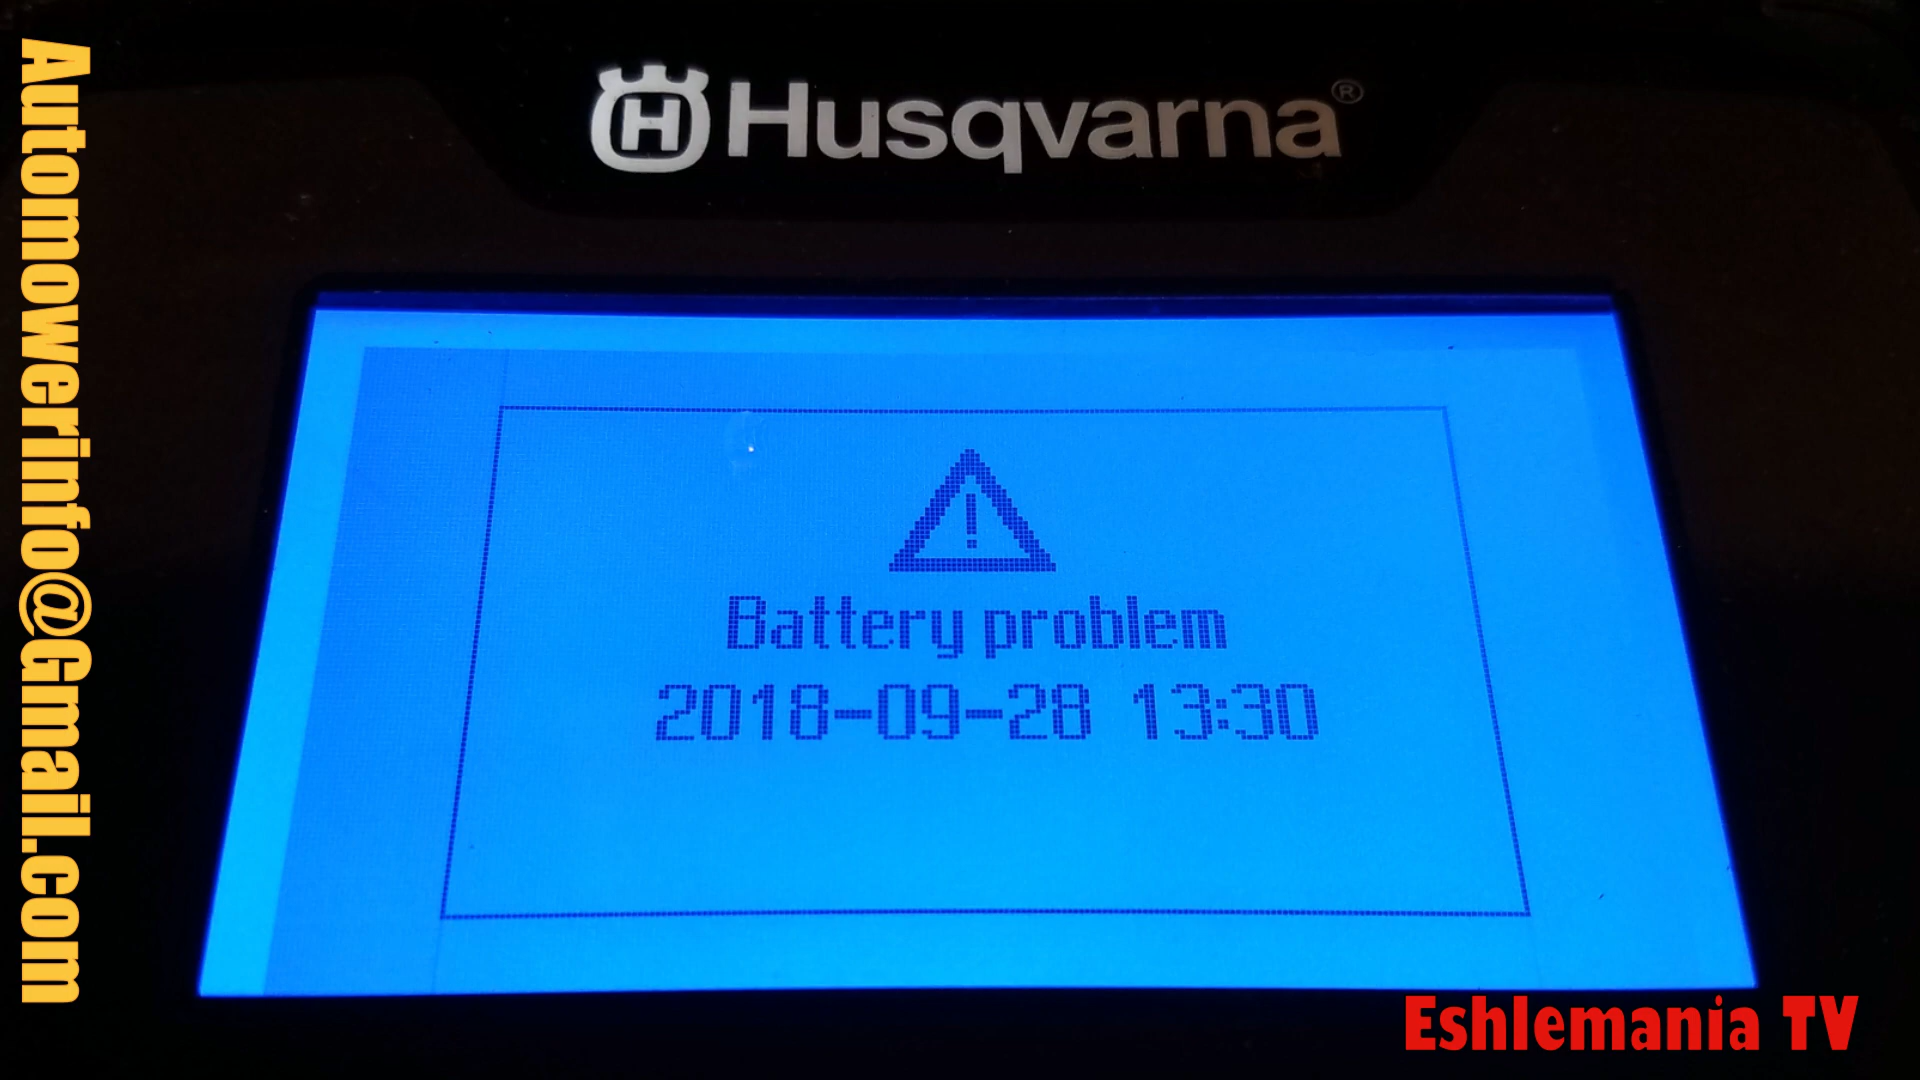 Husqvarna®
Battery problem
2018-09-28 13:30
Automowerinfo@Gmail.com
Eshlemania TV